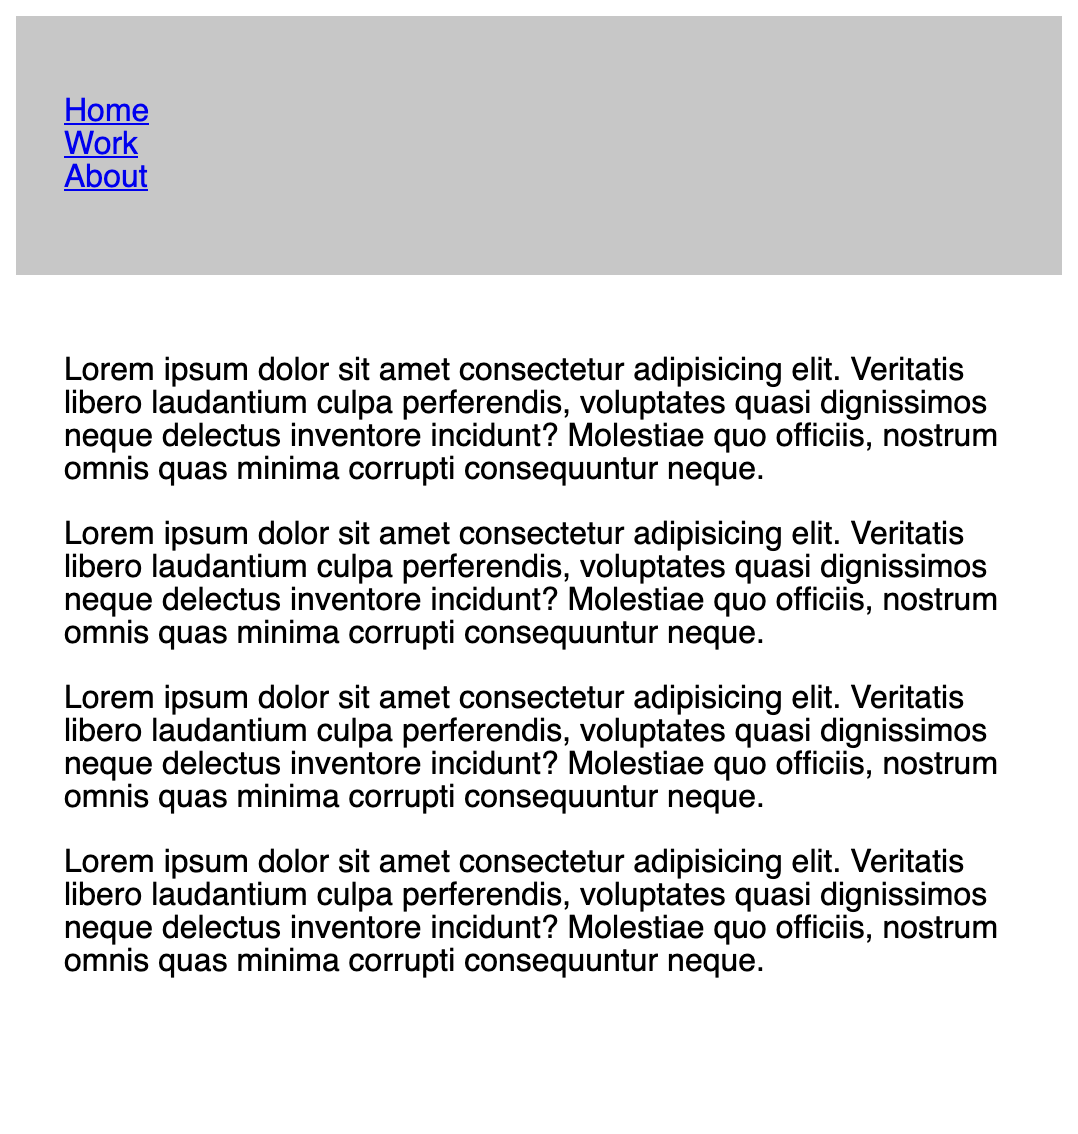 Home
Work
About
Lorem ipsum dolor sit amet consectetur adipisicing elit. Veritatis
libero laudantium culpa perferendis, voluptates quasi dignissimos
neque delectus inventore incidunt? Molestiae quo officiis, nostrum
omnis quas minima corrupti consequuntur neque.
Lorem ipsum dolor sit amet consectetur adipisicing elit. Veritatis
libero laudantium culpa perferendis, voluptates quasi dignissimos
neque delectus inventore incidunt? Molestiae quo officiis, nostrum
omnis quas minima corrupti consequuntur neque.
Lorem ipsum dolor sit amet consectetur adipisicing elit. Veritatis
libero laudantium culpa perferendis, voluptates quasi dignissimos
neque delectus inventore incidunt? Molestiae quo officiis, nostrum
omnis quas minima corrupti consequuntur neque.
Lorem ipsum dolor sit amet consectetur adipisicing elit. Veritatis
libero laudantium culpa perferendis, voluptates quasi dignissimos
neque delectus inventore incidunt? Molestiae quo officiis, nostrum
omnis quas minima corrupti consequuntur neque.